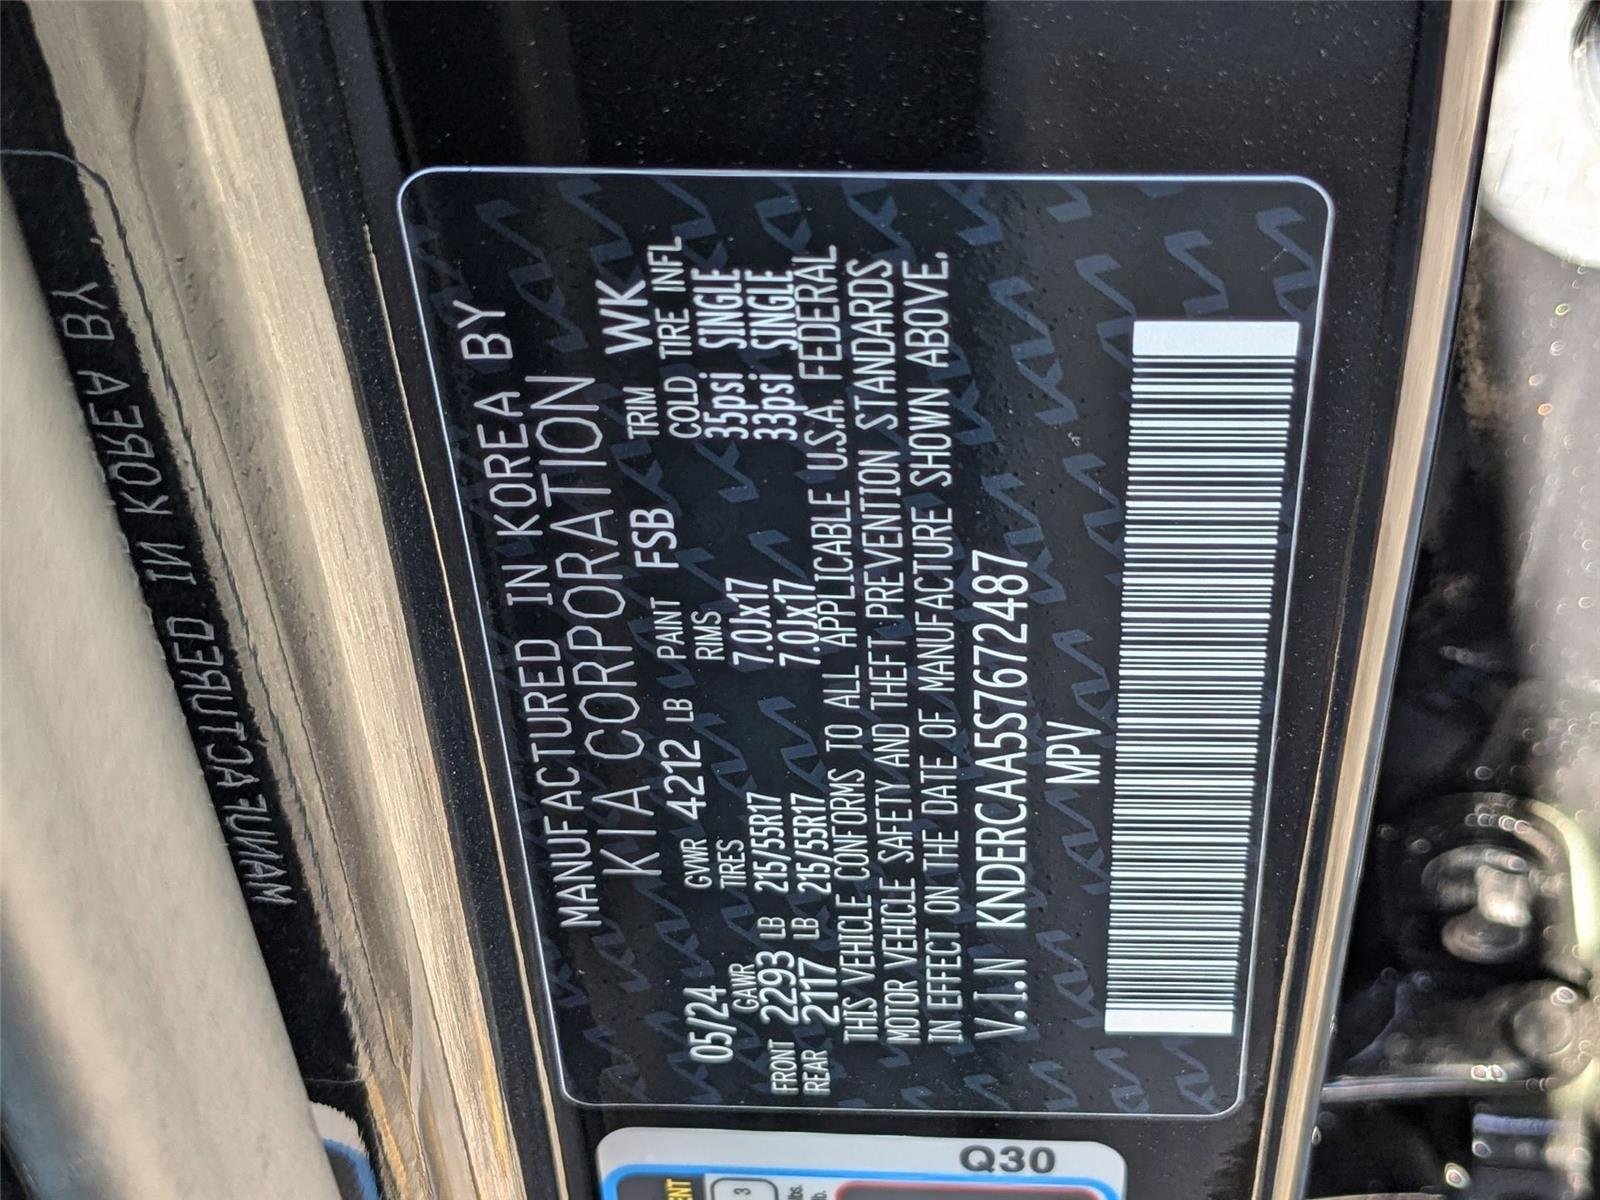 MANUFACTURED IN KOREA BY
KIA CORPORATION
05/24 GVWR 4212 LB PAINT FSB TRIM WK
GAWR TIRES RIMS COLD TIRE INFL
FRONT 2293 LB 215/55R17 7.0Jx17 35psi SINGLE
REAR 2117 LB 215/55R17 7.0Jx17 33psi SINGLE
THIS VEHICLE CONFORMS TO ALL APPLICABLE U.S.A. FEDERAL
MOTOR VEHICLE SAFETY AND THEFT PREVENTION STANDARDS
IN EFFECT ON THE DATE OF MANUFACTURE SHOWN ABOVE.
V.I.N KNDERCAA5S7672487
MPV
Q30
MANUFACTURED IN KOREA BY
3